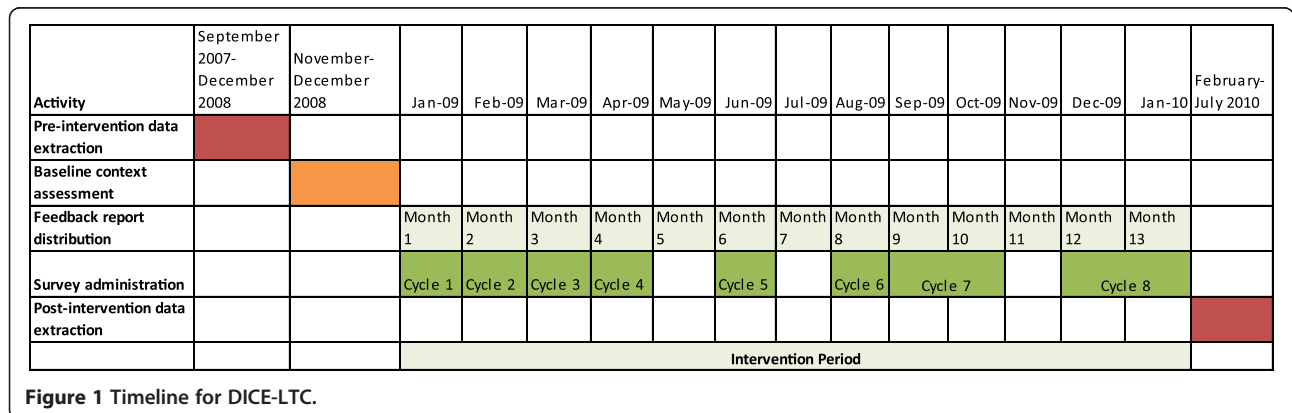 September
2007-
December
2008
November-
December
2008
February-
July 2010
Activity Jan-09 Feb-09 Mar-09 Apr-09 May-09 Jun-09 Jul-09 Aug-09 Sep-09 Oct-09 Nov-09 Dec-09 Jan-10
Pre-intervention data
extraction
Baseline context
assessment
Feedback report
distribution
Month 1
Month 2
Month 3
Month 4
Month 5
Month 6
Month 7
Month 8
Month 9
Month 10
Month 11
Month 12
Month 13
Survey administration Cycle 1 Cycle 2 Cycle 3 Cycle 4 Cycle 5 Cycle 6 Cycle 7 Cycle 8
Post-intervention data
extraction
Intervention Period
Figure 1 Timeline for DICE-LTC.